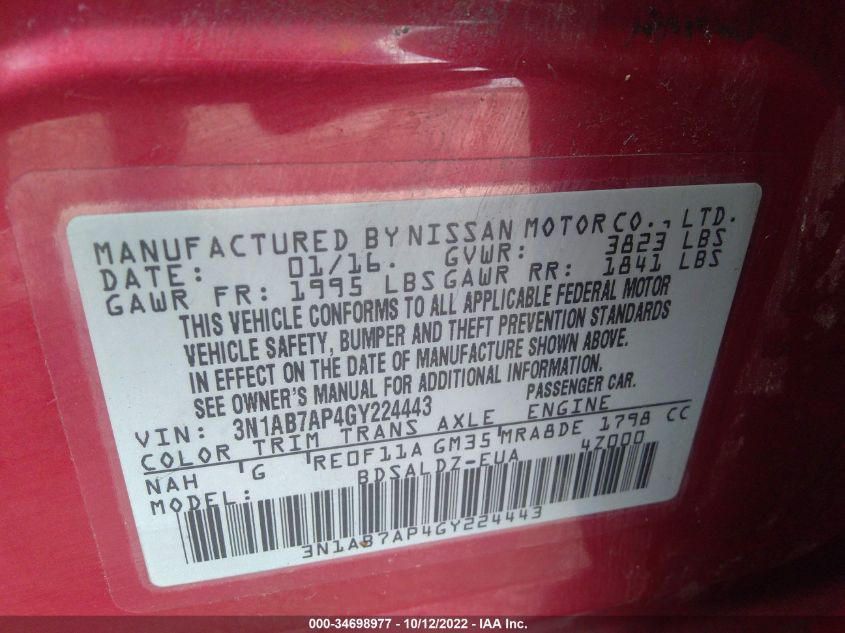 MANUFACTURED BY NISSAN MOTOR CO., LTD.
DATE: 01/16. GVWR: 3823 LBS
GAWR FR: 1995 LBS GAWR RR: 1841 LBS
THIS VEHICLE CONFORMS TO ALL APPLICABLE FEDERAL MOTOR
VEHICLE SAFETY, BUMPER AND THEFT PREVENTION STANDARDS
IN EFFECT ON THE DATE OF MANUFACTURE SHOWN ABOVE.
SEE OWNER'S MANUAL FOR ADDITIONAL INFORMATION.
VIN: 3N1AB7AP4GY224443 PASSENGER CAR.
COLOR TRIM TRANS AXLE ENGINE
NAH G RE0F11A GM35 MRA8DE 1798 CC
MODEL: BDSALDZ-EUA 4Z000
3N1AB7AP4GY224443
000-34698977 - 10/12/2022 - IAA Inc.